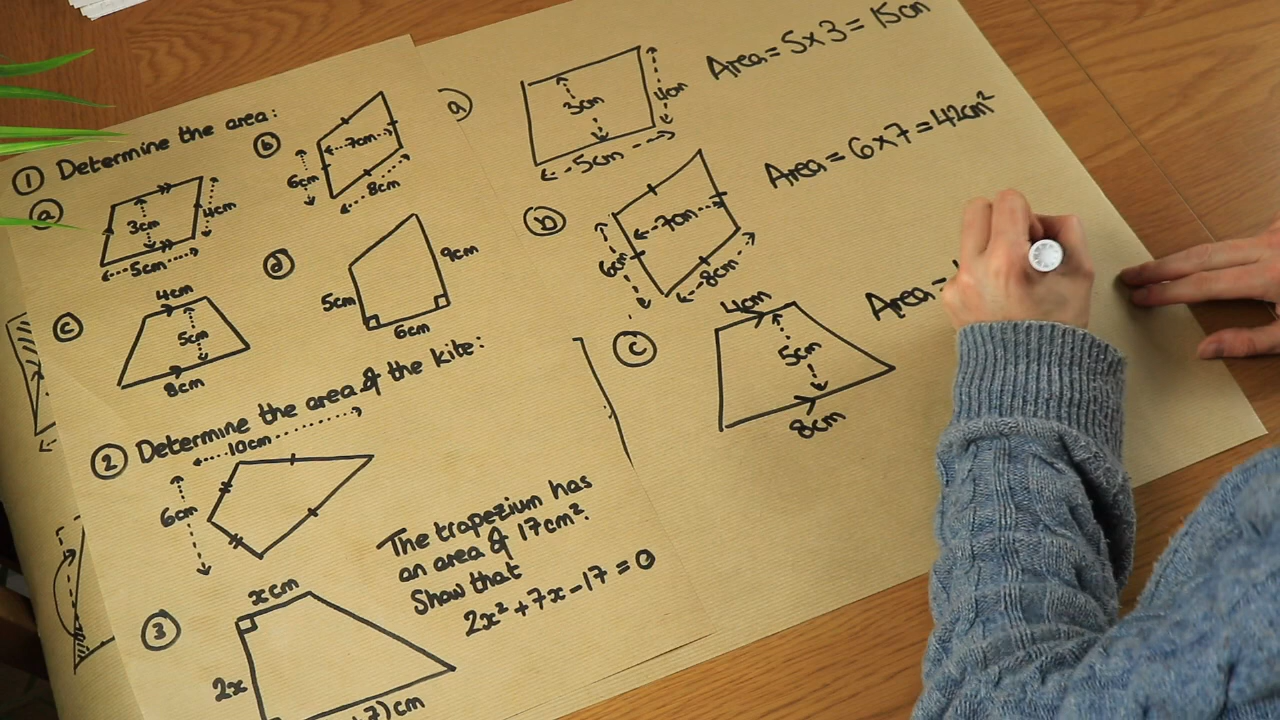 ① Determine the area:
ⓐ
3cm
4cm
5cm
ⓑ
7cm
6cm
8cm
ⓒ
4cm
5cm
8cm
ⓓ
9cm
5cm
6cm
② Determine the area of the kite:
10cm
6cm
③
xcm
2x
7)cm
The trapezium has
an area of 17cm².
Show that
2x² + 7x - 17 = 0
a)
3cm
4cm
5cm
Area = 5 x 3 = 15cm
ⓑ
7cm
6cm
8cm
Area = 6 x 7 = 42cm²
ⓒ
4cm
5cm
8cm
Area =